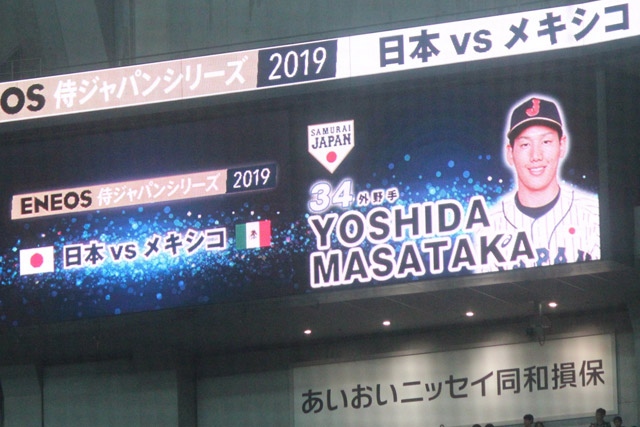 OS 侍ジャパンシリーズ 2019 日本 vs メキシコ
SAMURAI
JAPAN
ENEOS 侍ジャパンシリーズ 2019
日本 vs メキシコ
34 外野手
YOSHIDA
MASATAKA
あいおいニッセイ同和損保